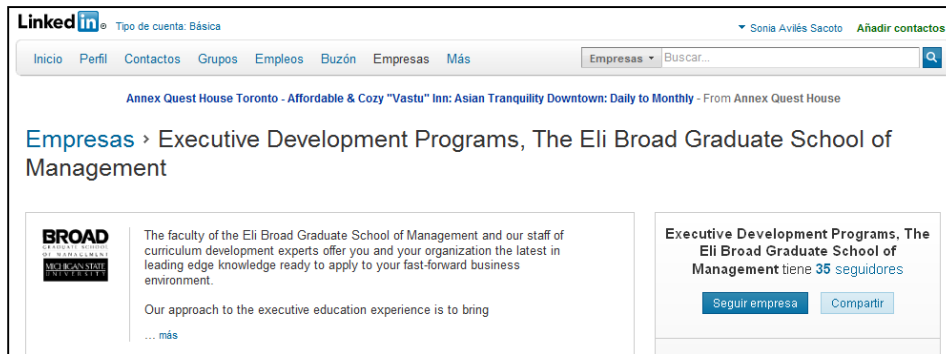 Linked in® Tipo de cuenta: Básica
Sonia Avilés Sacoto Añadir contactos
Inicio Perfil Contactos Grupos Empleos Buzón Empresas Más
Empresas Buscar...
Annex Quest House Toronto - Affordable & Cozy "Vastu" Inn: Asian Tranquility Downtown: Daily to Monthly - From Annex Quest House
Empresas › Executive Development Programs, The Eli Broad Graduate School of
Management
BROAD
GRADUATE SCHOOL
OF MANAGEMENT
MICHIGAN STATE
UNIVERSITY
The faculty of the Eli Broad Graduate School of Management and our staff of
curriculum development experts offer you and your organization the latest in
leading edge knowledge ready to apply to your fast-forward business
environment.
Our approach to the executive education experience is to bring
... más
Executive Development Programs, The
Eli Broad Graduate School of
Management tiene 35 seguidores
Seguir empresa Compartir